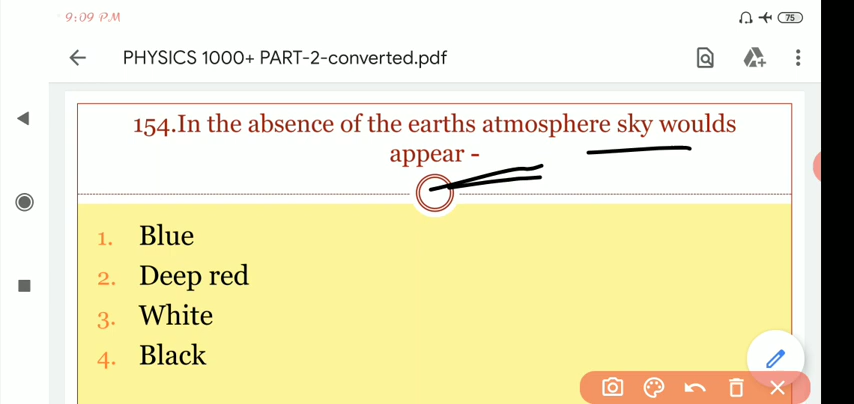 9:09 PM
75
PHYSICS 1000+ PART-2-converted.pdf
154.In the absence of the earths atmosphere sky woulds
appear -
1. Blue
2. Deep red
3. White
4. Black